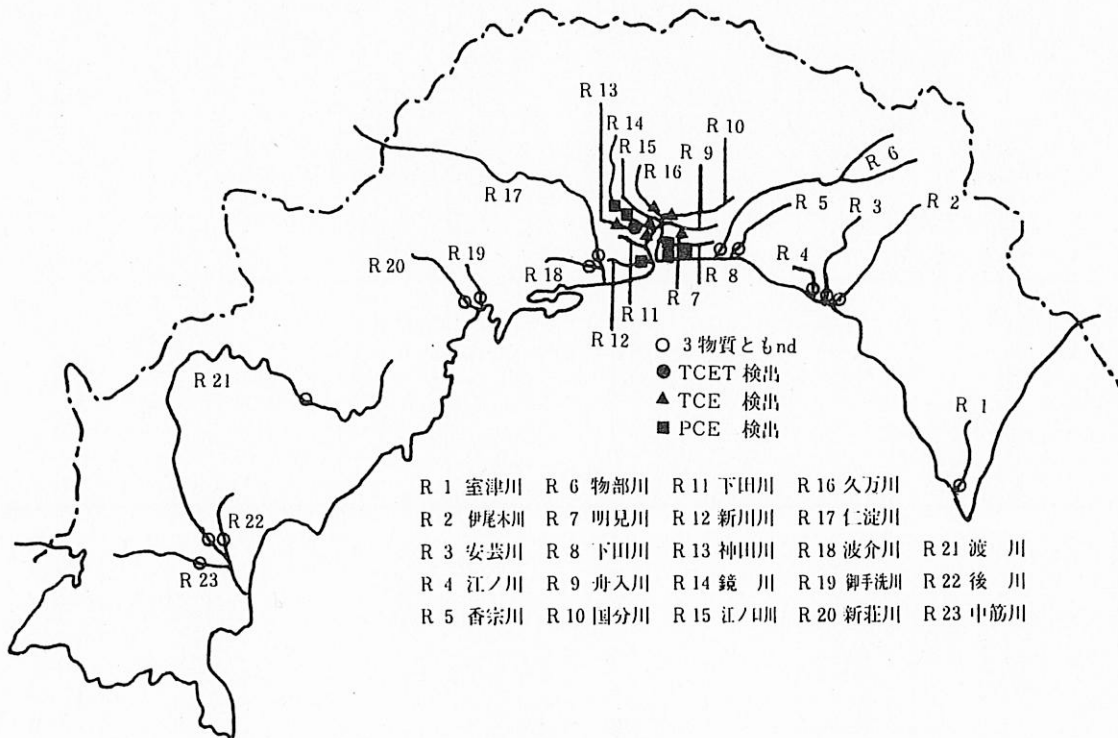 R 13
R 14
R 15
R 16
R 9
R 10
R 6
R 17
R 5
R 3
R 2
R 4
R 20
R 19
R 18
R 8
R 7
R 11
R 12
R 21
R 1
R 22
R 23
○ 3物質ともnd
● TCET 検出
▲ TCE 検出
■ PCE 検出
R 1 室津川 R 6 物部川 R 11 下田川 R 16 久万川
R 2 伊尾木川 R 7 明見川 R 12 新川川 R 17 仁淀川
R 3 安芸川 R 8 下田川 R 13 神田川 R 18 波介川 R 21 渡川
R 4 江ノ川 R 9 舟入川 R 14 鏡川 R 19 御手洗川 R 22 後川
R 5 香宗川 R 10 国分川 R 15 江ノ口川 R 20 新荘川 R 23 中筋川